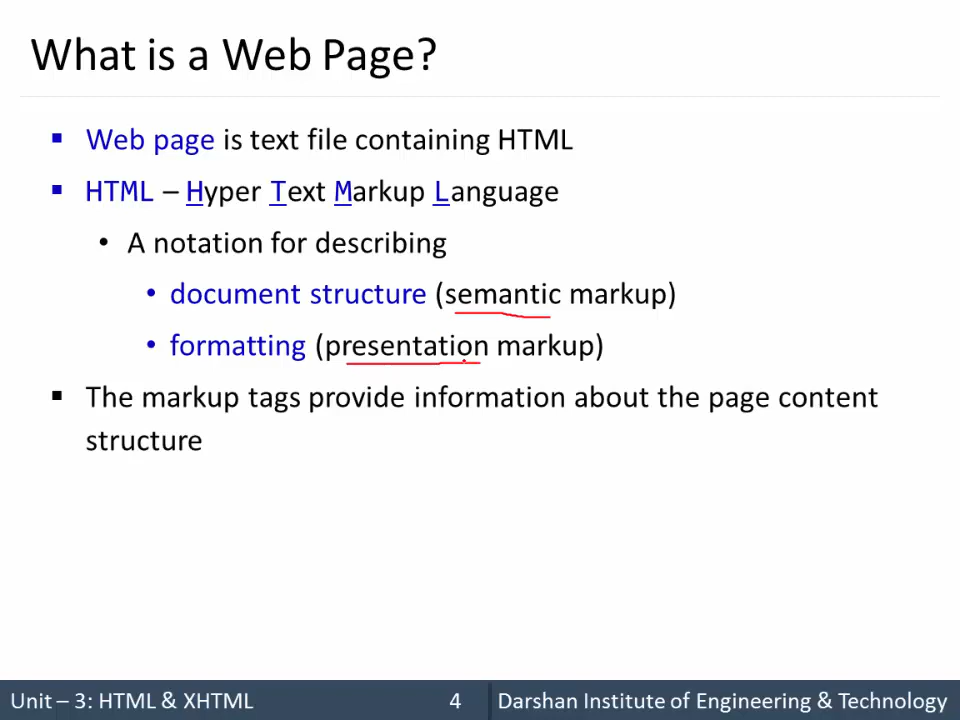 What is a Web Page?
▪ Web page is text file containing HTML
▪ HTML – Hyper Text Markup Language
• A notation for describing
• document structure (semantic markup)
• formatting (presentation markup)
▪ The markup tags provide information about the page content
structure
Unit – 3: HTML & XHTML 4 Darshan Institute of Engineering & Technology